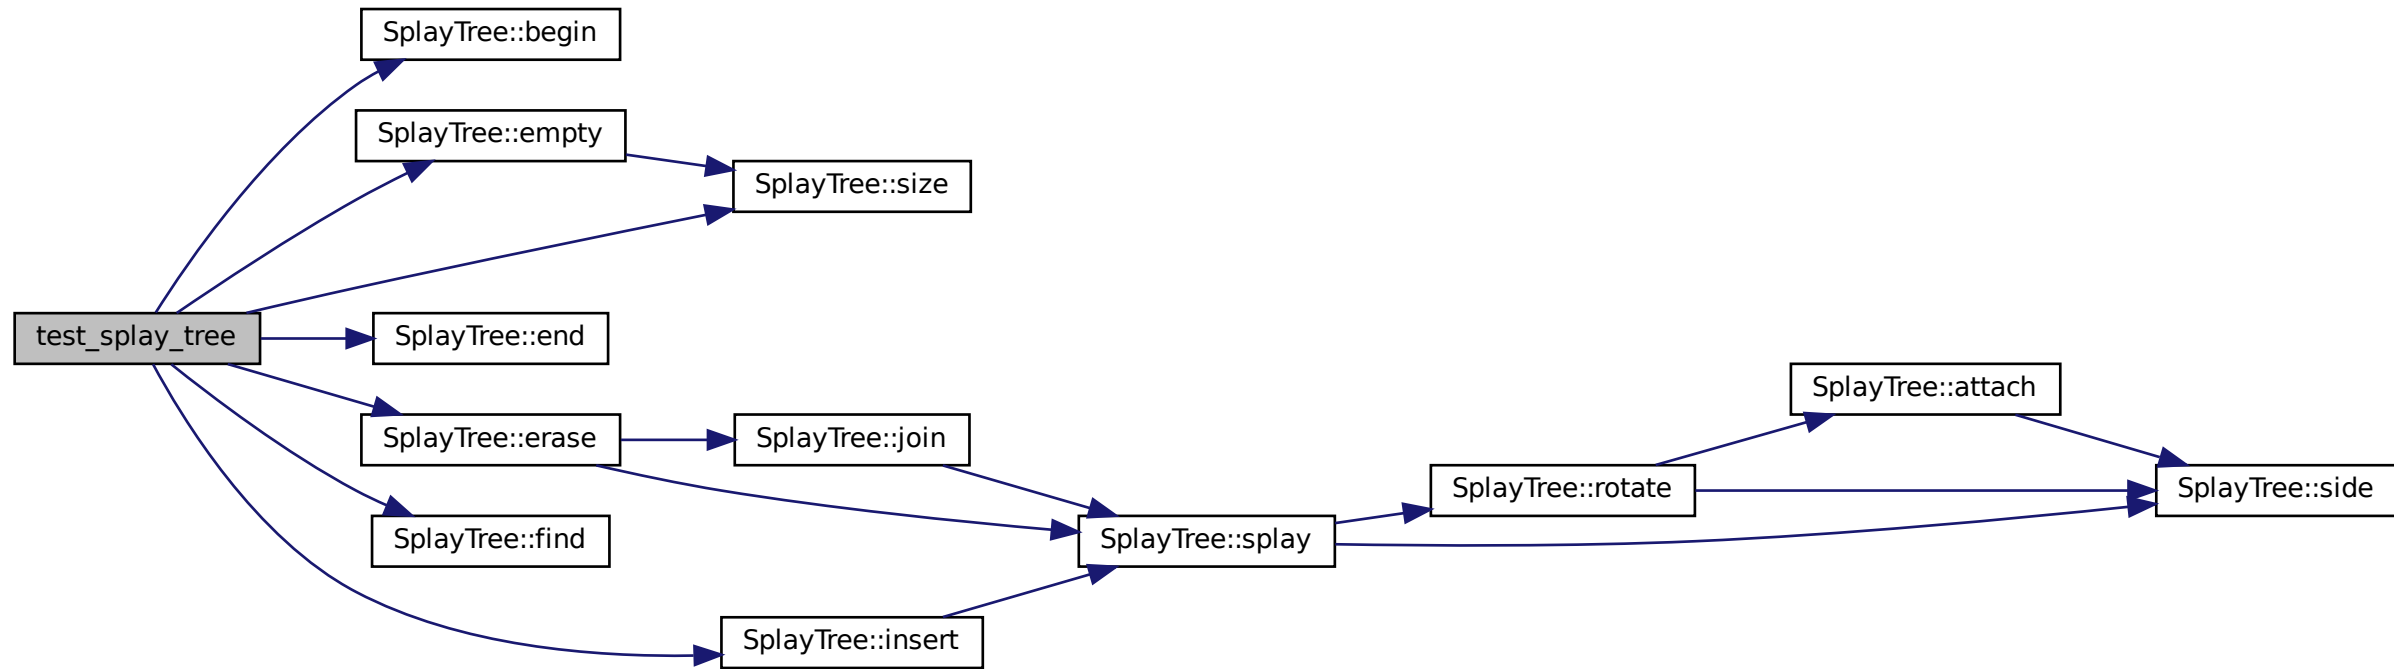 SplayTree::begin
SplayTree::empty
SplayTree::size
test_splay_tree
SplayTree::end
SplayTree::attach
SplayTree::erase
SplayTree::join
SplayTree::rotate
SplayTree::side
SplayTree::find
SplayTree::splay
SplayTree::insert